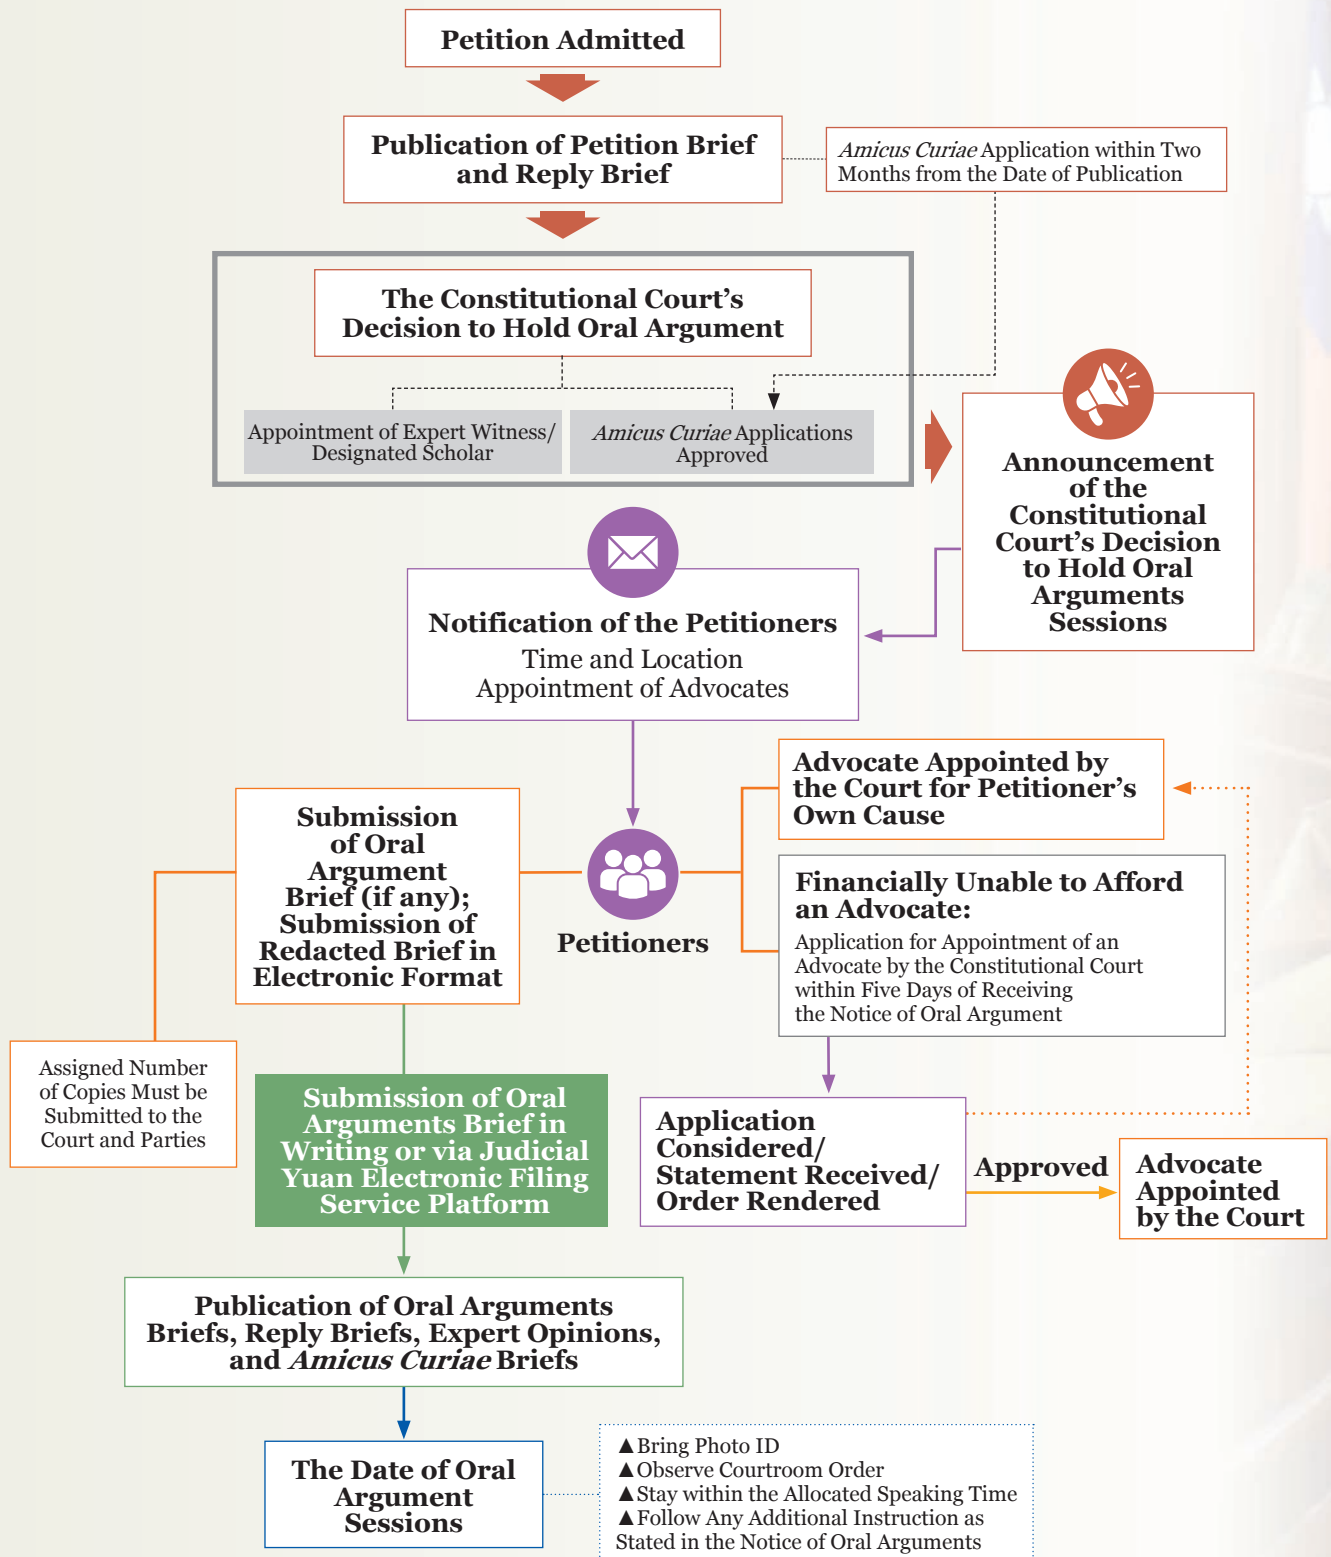 Petition Admitted
Publication of Petition Brief
and Reply Brief
Amicus Curiae Application within Two
Months from the Date of Publication
The Constitutional Court’s
Decision to Hold Oral Argument
Appointment of Expert Witness/
Designated Scholar
Amicus Curiae Applications
Approved
Announcement
of the
Constitutional
Court’s Decision
to Hold Oral
Arguments
Sessions
Notification of the Petitioners
Time and Location
Appointment of Advocates
Submission
of Oral
Argument
Brief (if any);
Submission of
Redacted Brief in
Electronic Format
Petitioners
Advocate Appointed by
the Court for Petitioner’s
Own Cause
Financially Unable to Afford
an Advocate:
Application for Appointment of an
Advocate by the Constitutional Court
within Five Days of Receiving
the Notice of Oral Argument
Assigned Number
of Copies Must be
Submitted to the
Court and Parties
Submission of Oral
Arguments Brief in
Writing or via Judicial
Yuan Electronic Filing
Service Platform
Application
Considered/
Statement Received/
Order Rendered
Approved
Advocate
Appointed
by the Court
Publication of Oral Arguments
Briefs, Reply Briefs, Expert Opinions,
and Amicus Curiae Briefs
The Date of Oral
Argument
Sessions
▲Bring Photo ID
▲Observe Courtroom Order
▲Stay within the Allocated Speaking Time
▲Follow Any Additional Instruction as
Stated in the Notice of Oral Arguments